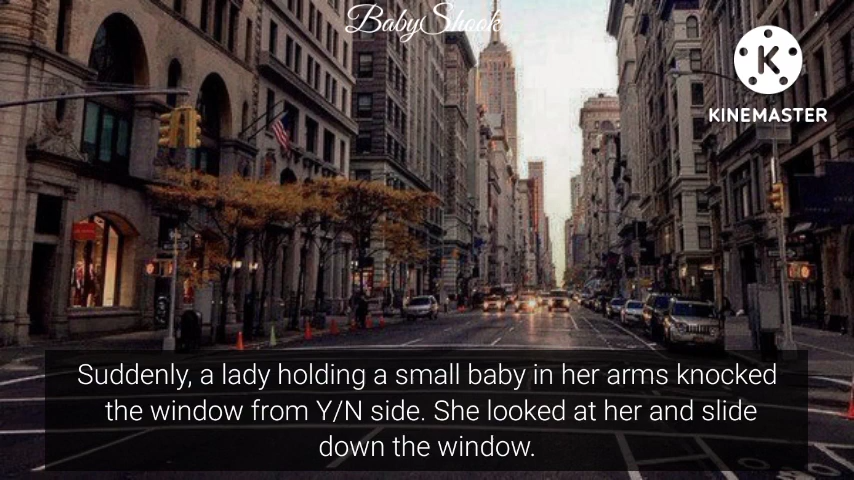 BabyShook
KINEMASTER
Suddenly, a lady holding a small baby in her arms knocked
the window from Y/N side. She looked at her and slide
down the window.